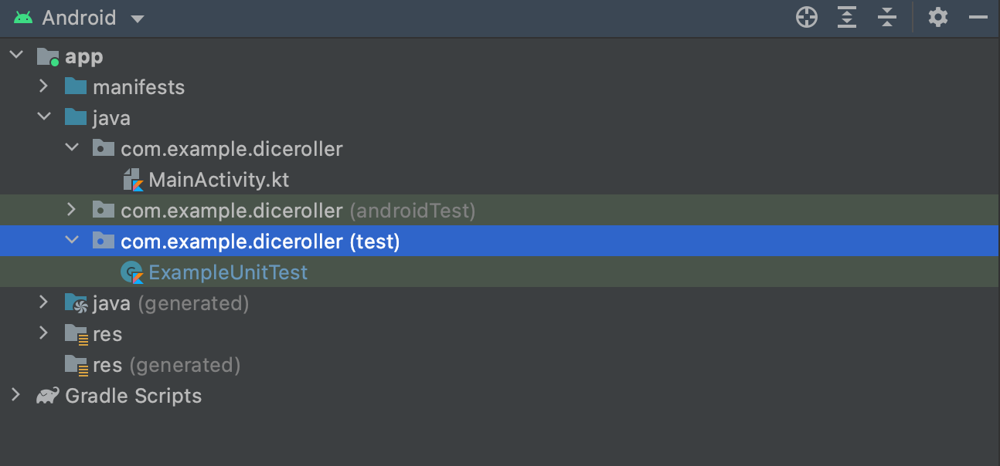 Android
app
manifests
java
com.example.diceroller
MainActivity.kt
com.example.diceroller (androidTest)
com.example.diceroller (test)
ExampleUnitTest
java (generated)
res
res (generated)
Gradle Scripts